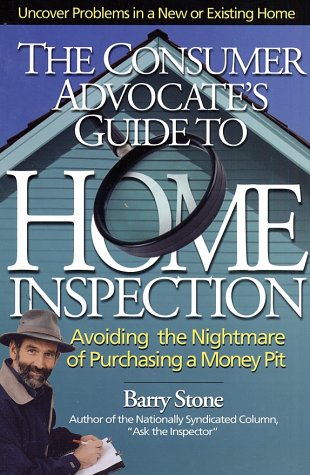 Uncover Problems in a New or Existing Home
THE CONSUMER
ADVOCATE'S
GUIDE TO
HOME
INSPECTION
Avoiding the Nightmare
of Purchasing a Money Pit
Barry Stone
Author of the Nationally Syndicated Column,
"Ask the Inspector"